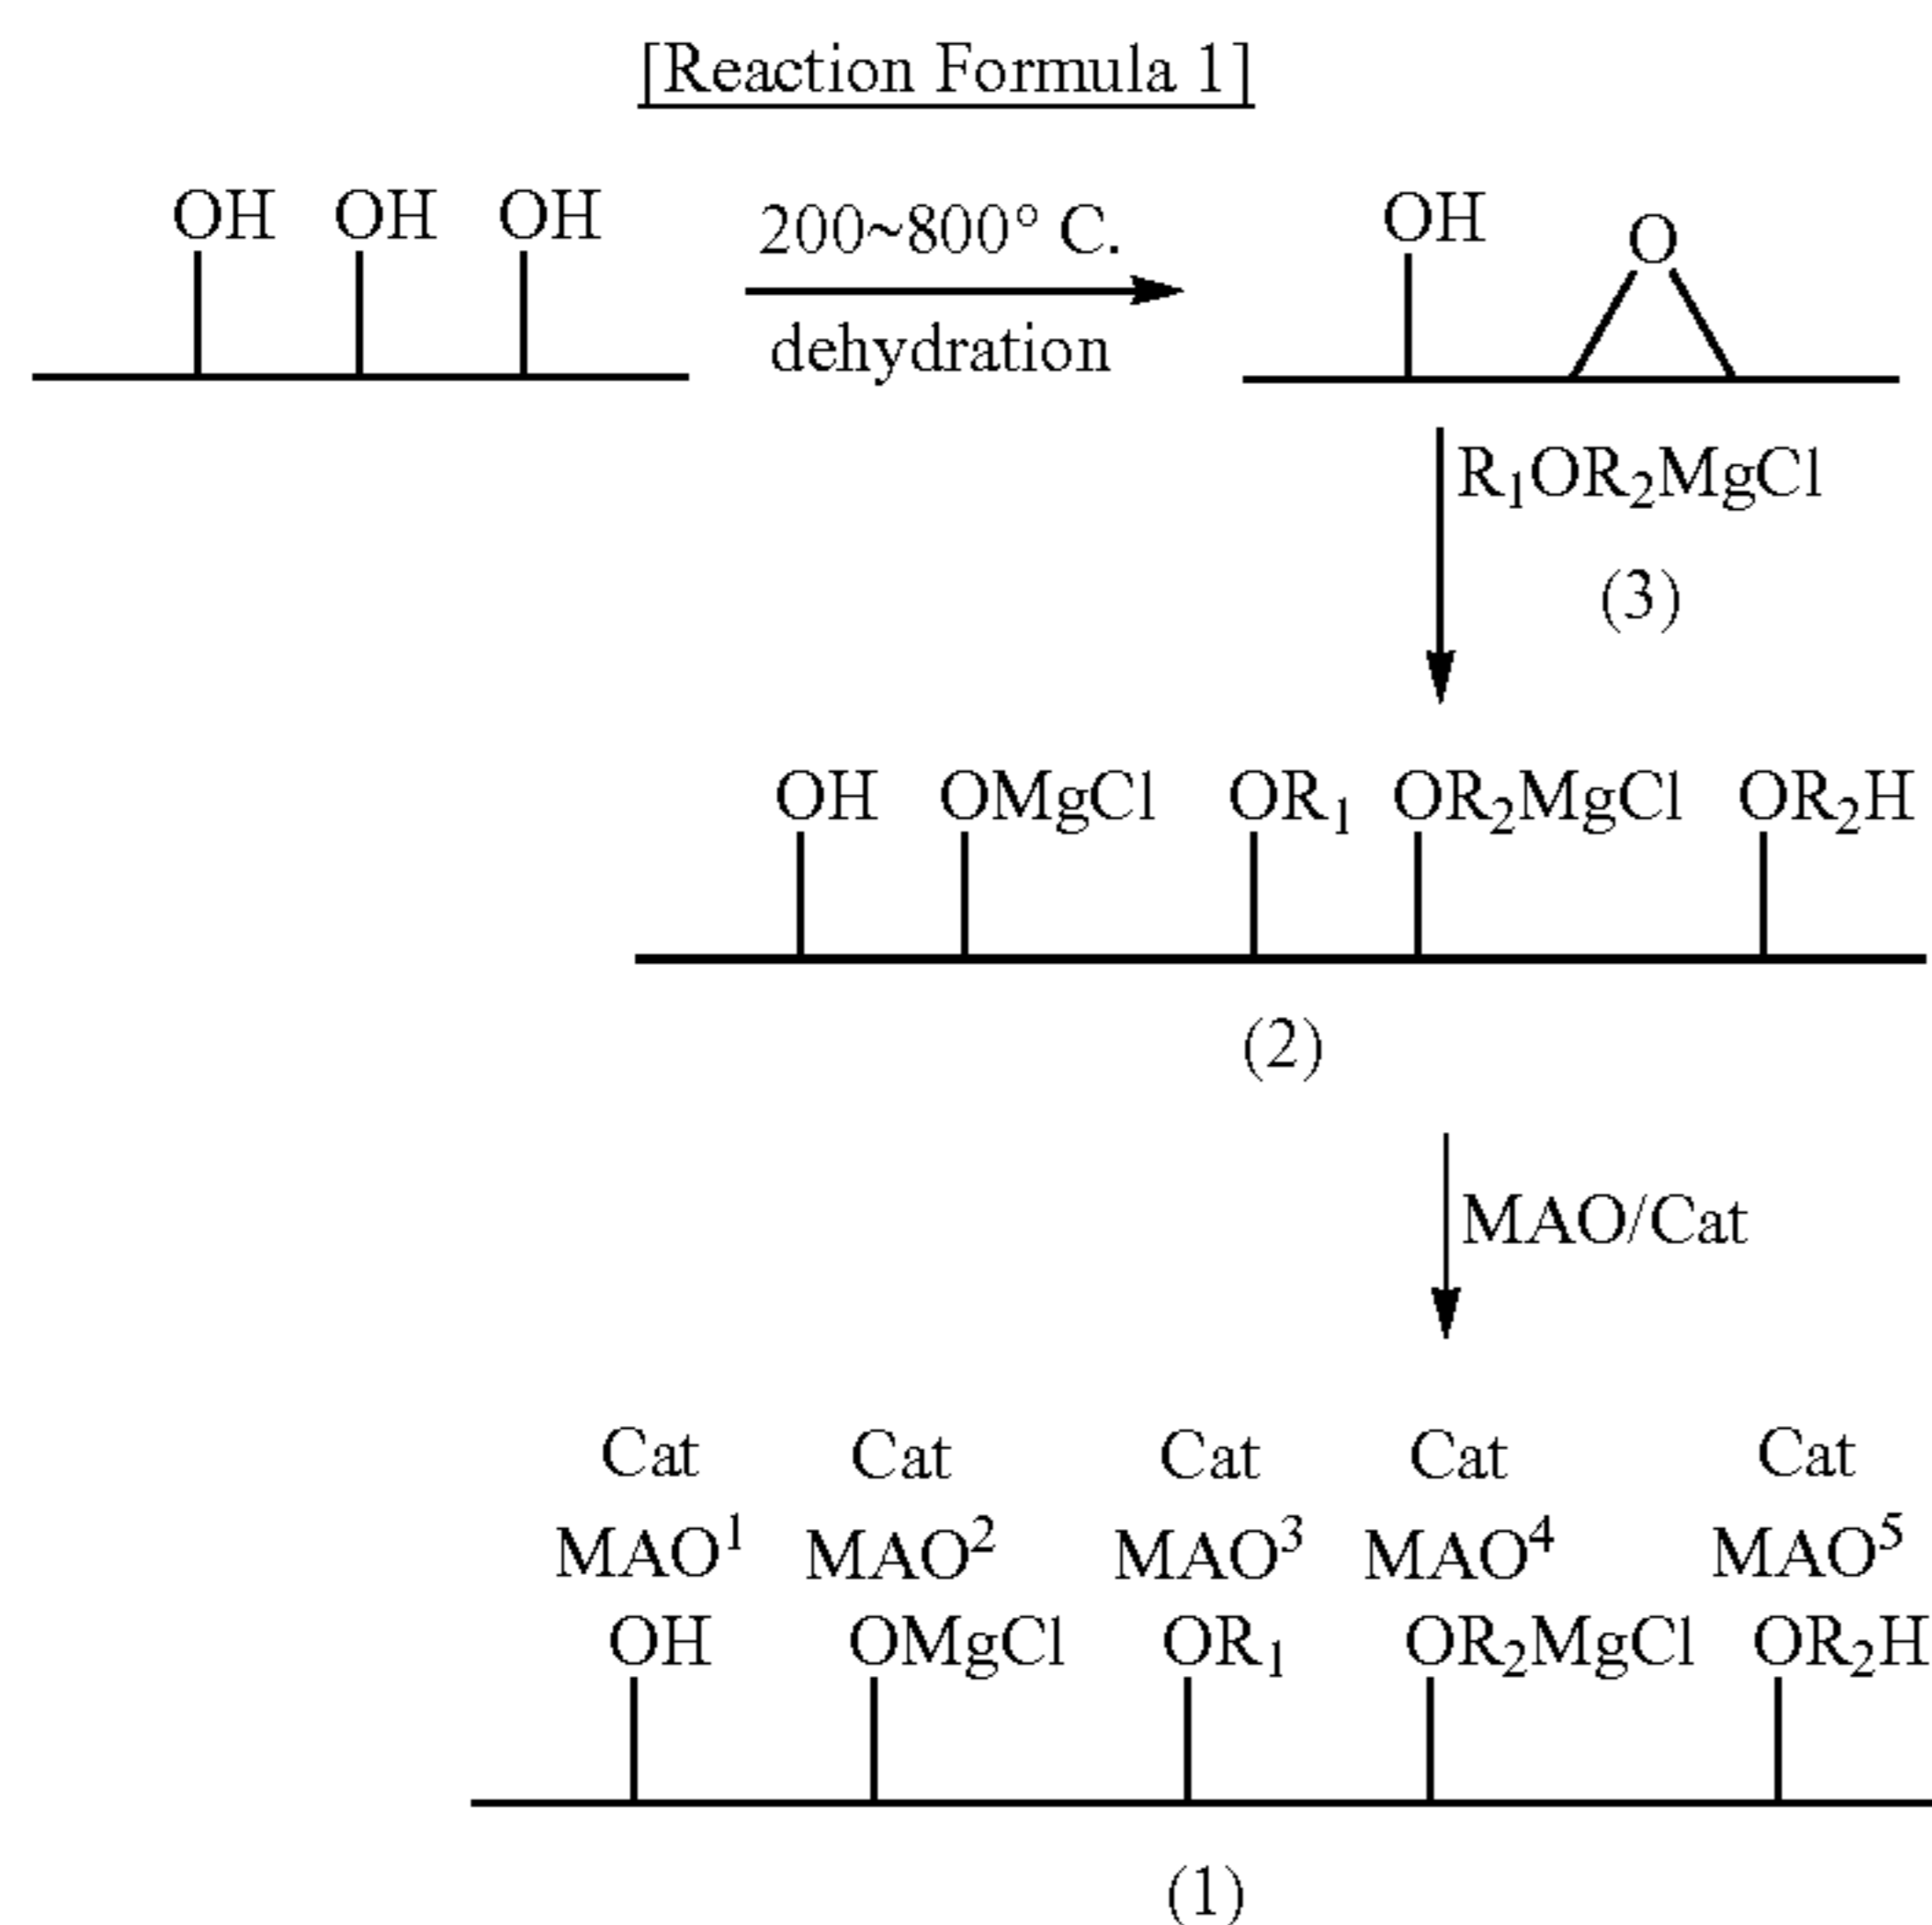 [Reaction Formula 1]
OH OH OH
200~800° C.
dehydration
OH O
R₁OR₂MgCl
(3)
OH OMgCl OR₁ OR₂MgCl OR₂H
(2)
MAO/Cat
Cat Cat Cat Cat Cat
MAO¹ MAO² MAO³ MAO⁴ MAO⁵
OH OMgCl OR₁ OR₂MgCl OR₂H
(1)